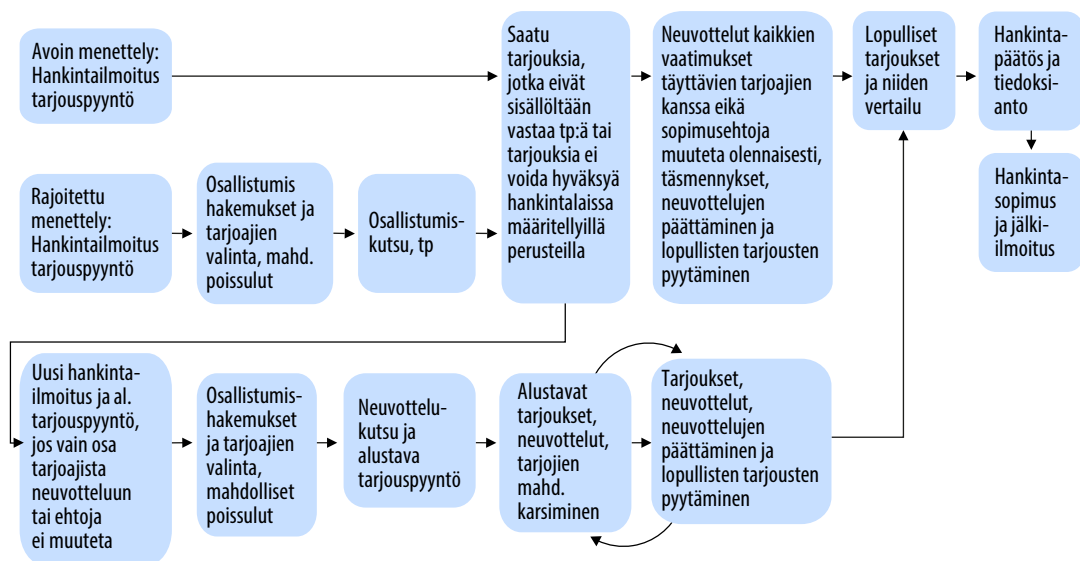 Avoin menettely:
Hankintailmoitus
tarjouspyyntö
Saatu
tarjouksia,
jotka eivät
sisällöltään
vastaa tp:ä tai
tarjouksia ei
voida hyväksyä
hankintalaissa
määritellyillä
perusteilla
Neuvottelut kaikkien
vaatimukset
täyttävien tarjoajien
kanssa eikä
sopimusehtoja
muuteta olennaisesti,
täsmennykset,
neuvottelujen
päättäminen ja
lopullisten tarjousten
pytäminen
Lopulliset
tarjoukset
ja niiden
vertailu
Hankinta-
päätös ja
tiedoksi-
anto
Hankinta-
sopimus
ja jälki-
ilmoitus
Rajoitettu
menettely:
Hankintailmoitus
tarjouspyyntö
Osallistumis
hakemukset ja
tarjoajien
valinta, mahd.
poissulut
Osallistumis-
kutsu, tp
Uusi hankinta-
ilmoitus ja al.
tarjouspyyntö,
jos vain osa
tarjoajista
neuvotteluun
tai ehtoja
ei muuteta
Osallistumis-
hakemukset
ja tarjoajien
valinta,
mahdolliset
poissulut
Neuvottelu-
kutsu ja
alustava
tarjouspyyntö
Alustavat
tarjoukset,
neuvottelut,
tarjojien
mahd.
karsiminen
Tarjoukset,
neuvottelut,
neuvottelujen
päättäminen ja
lopullisten tarjousten
pyytäminen